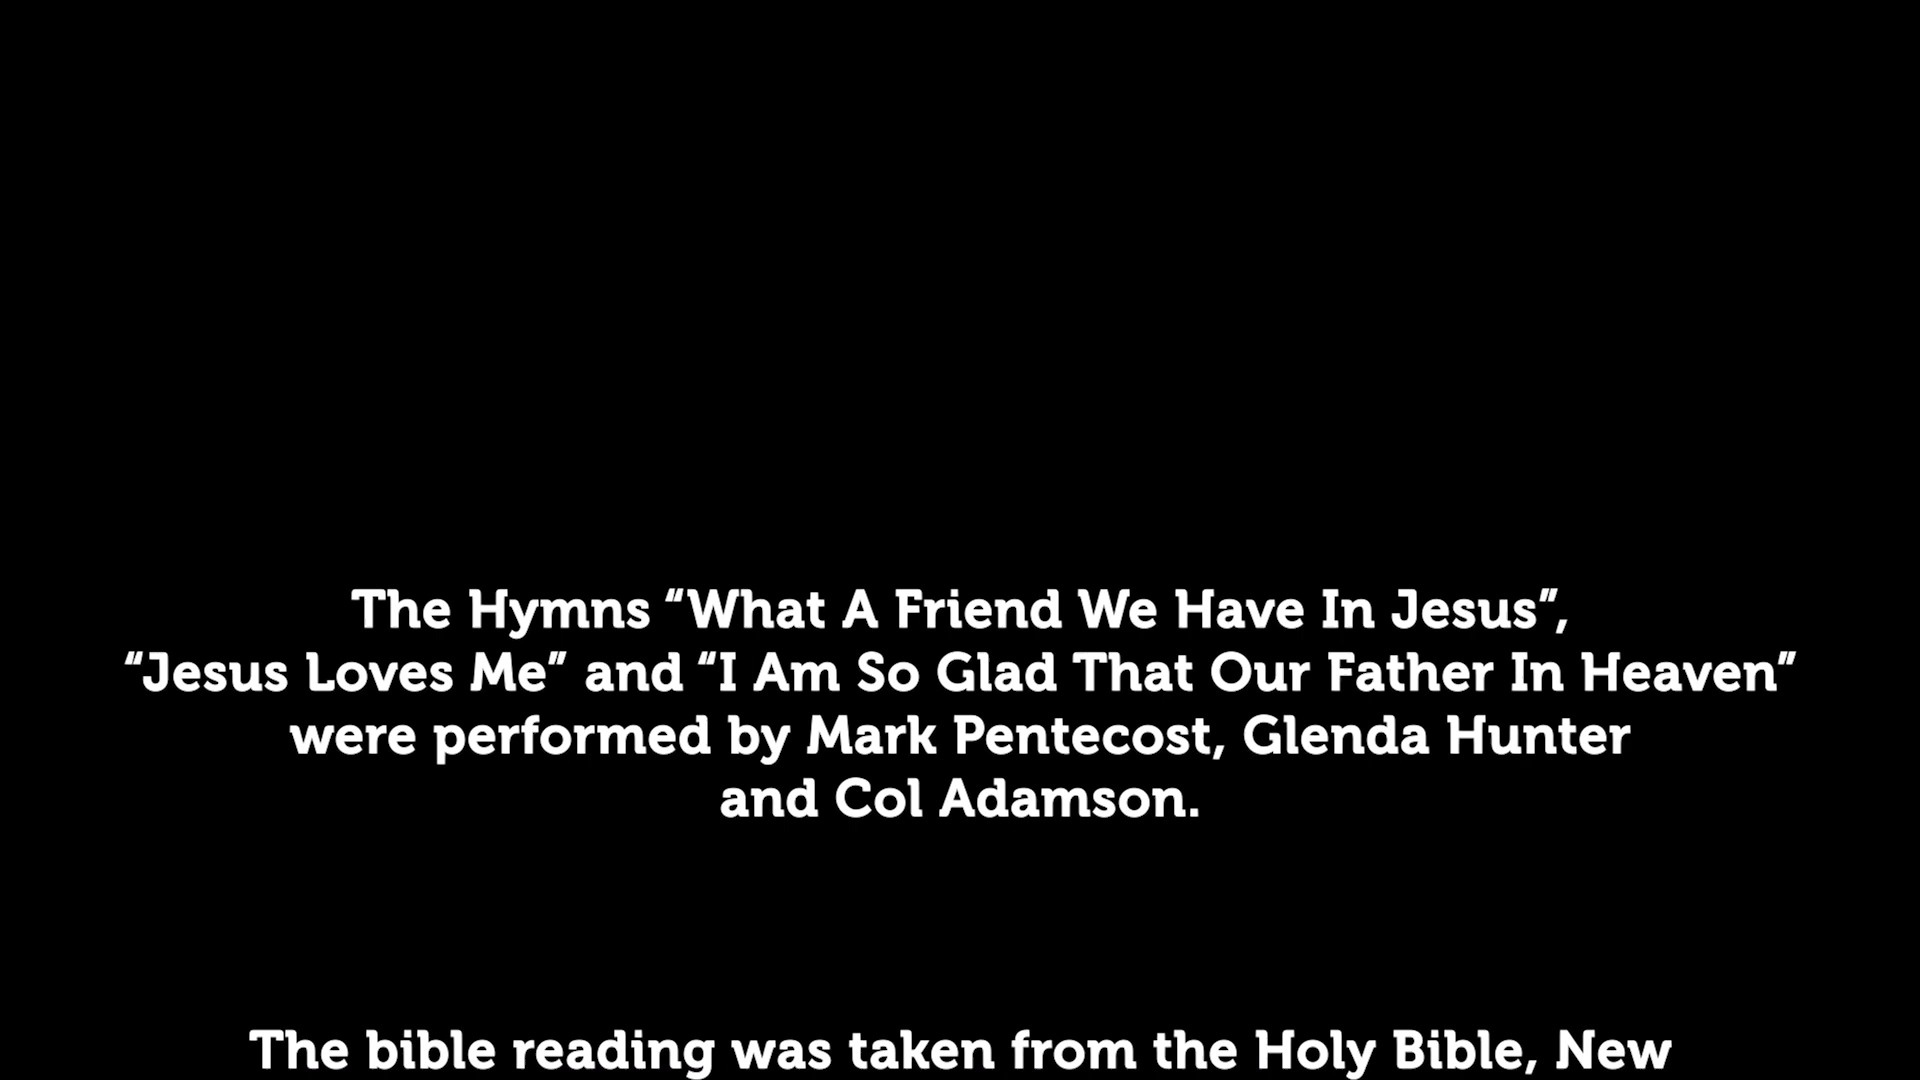 The Hymns “What A Friend We Have In Jesus”,
“Jesus Loves Me” and “I Am So Glad That Our Father In Heaven”
were performed by Mark Pentecost, Glenda Hunter
and Col Adamson.
The bible reading was taken from the Holy Bible, New